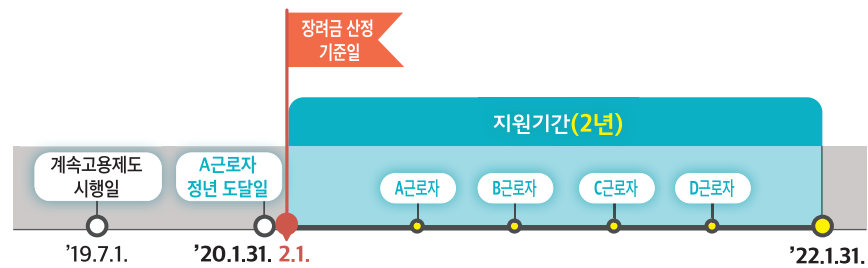 장려금 산정
기준일
지원기간(2년)
계속고용제도
시행일
A근로자
정년 도달일
A근로자
B근로자
C근로자
D근로자
’19.7.1.
’20.1.31. 2.1.
’22.1.31.